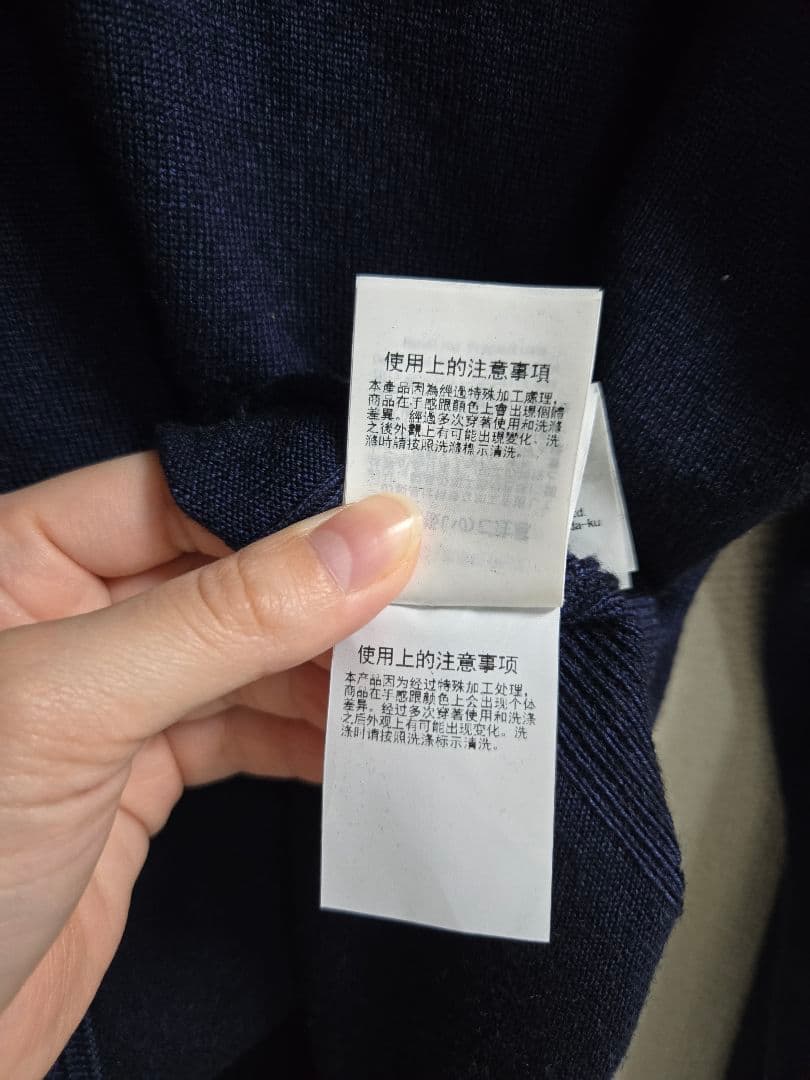 使用上的注意事項
本產品因為經過特殊加工處理，
商品在手感跟顏色上會出現個體
差異。經過多次穿著使用和洗滌
之後外觀上有可能出現變化、洗
滌時請按照洗滌標示清洗。
ed.
ta-ku
使用上的注意事项
本产品因为经过特殊加工处理，
商品在手感跟颜色上会出现个体
差异。经过多次穿著使用和洗涤
之后外观上有可能出现变化。洗
涤时请按照洗涤标示清洗。